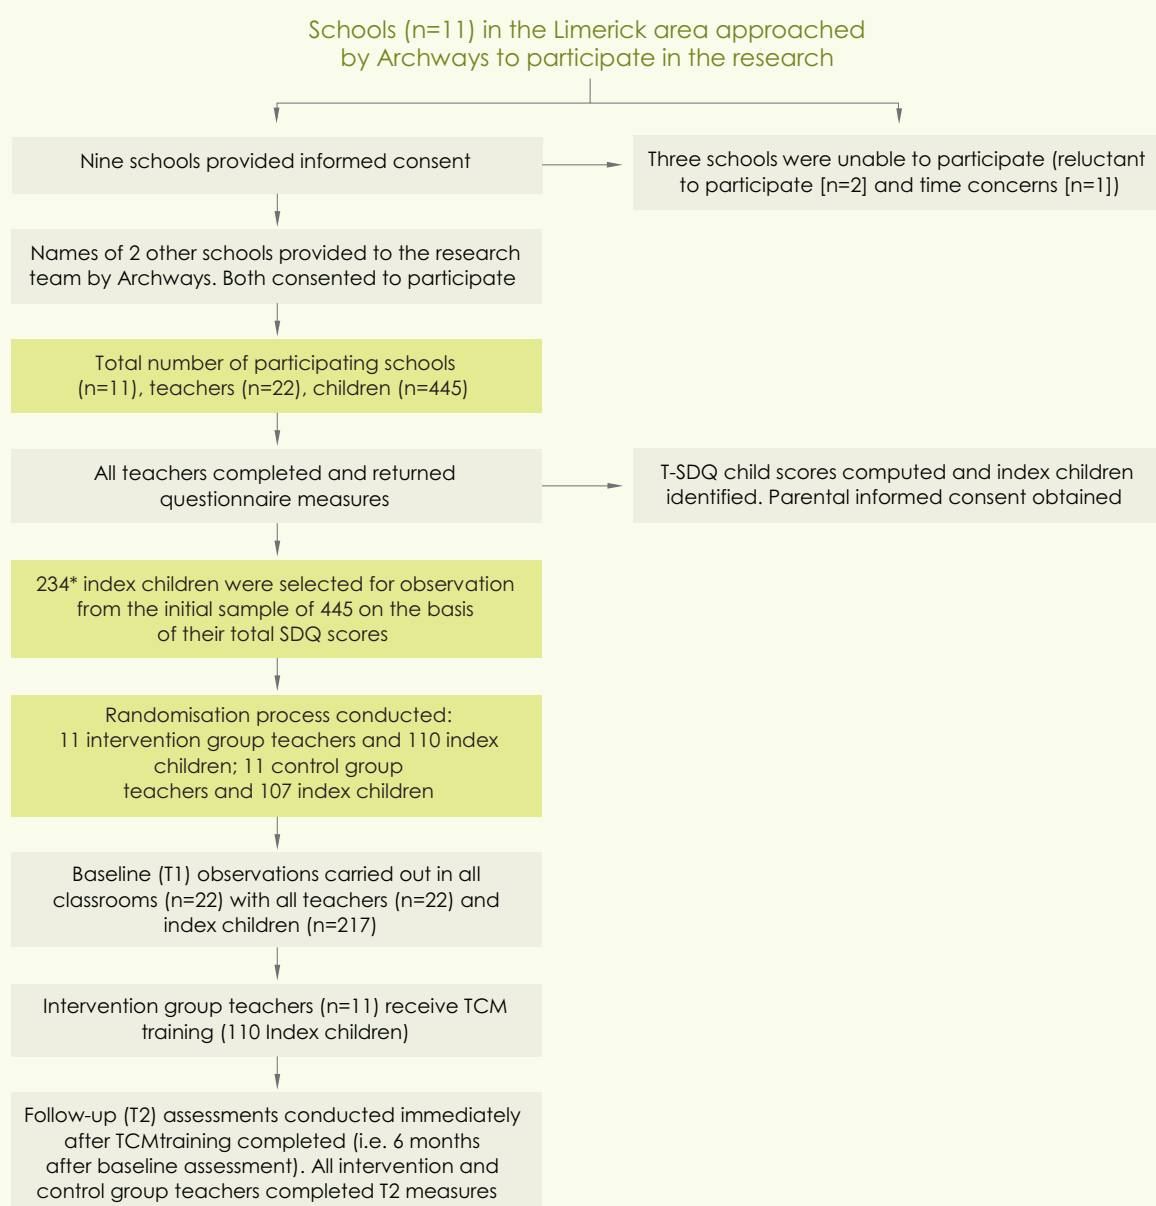 Schools (n=11) in the Limerick area approached
by Archways to participate in the research
Nine schools provided informed consent
Three schools were unable to participate (reluctant
to participate [n=2] and time concerns [n=1])
Names of 2 other schools provided to the research
team by Archways. Both consented to participate
Total number of participating schools
(n=11), teachers (n=22), children (n=445)
All teachers completed and returned
questionnaire measures
T-SDQ child scores computed and index children
identified. Parental informed consent obtained
234* index children were selected for observation
from the initial sample of 445 on the basis
of their total SDQ scores
Randomisation process conducted:
11 intervention group teachers and 110 index
children; 11 control group
teachers and 107 index children
Baseline (T1) observations carried out in all
classrooms (n=22) with all teachers (n=22) and
index children (n=217)
Intervention group teachers (n=11) receive TCM
training (110 Index children)
Follow-up (T2) assessments conducted immediately
after TCMtraining completed (i.e. 6 months
after baseline assessment). All intervention and
control group teachers completed T2 measures